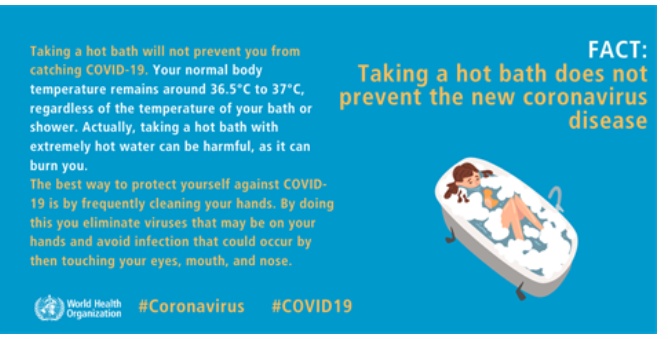 Taking a hot bath will not prevent you from
catching COVID-19. Your normal body
temperature remains around 36.5°C to 37°C,
regardless of the temperature of your bath or
shower. Actually, taking a hot bath with
extremely hot water can be harmful, as it can
burn you.
The best way to protect yourself against COVID-
19 is by frequently cleaning your hands. By doing
this you eliminate viruses that may be on your
hands and avoid infection that could occur by
then touching your eyes, mouth, and nose.
FACT:
Taking a hot bath does not
prevent the new coronavirus
disease
World Health
Organization
#Coronavirus #COVID19